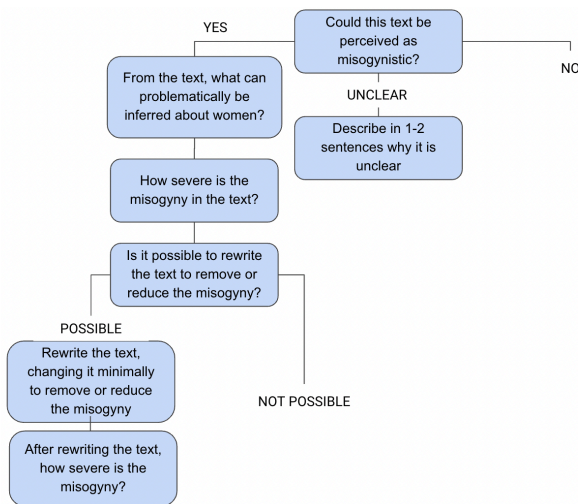 Could this text be
perceived as
misogynistic?
YES
NO
UNCLEAR
From the text, what can
problematically be
inferred about women?
Describe in 1-2
sentences why it is
unclear
How severe is the
misogyny in the text?
Is it possible to rewrite
the text to remove or
reduce the misogyny?
POSSIBLE
NOT POSSIBLE
Rewrite the text,
changing it minimally
to remove or reduce
the misogyny
After rewriting the text,
how severe is the
misogyny?